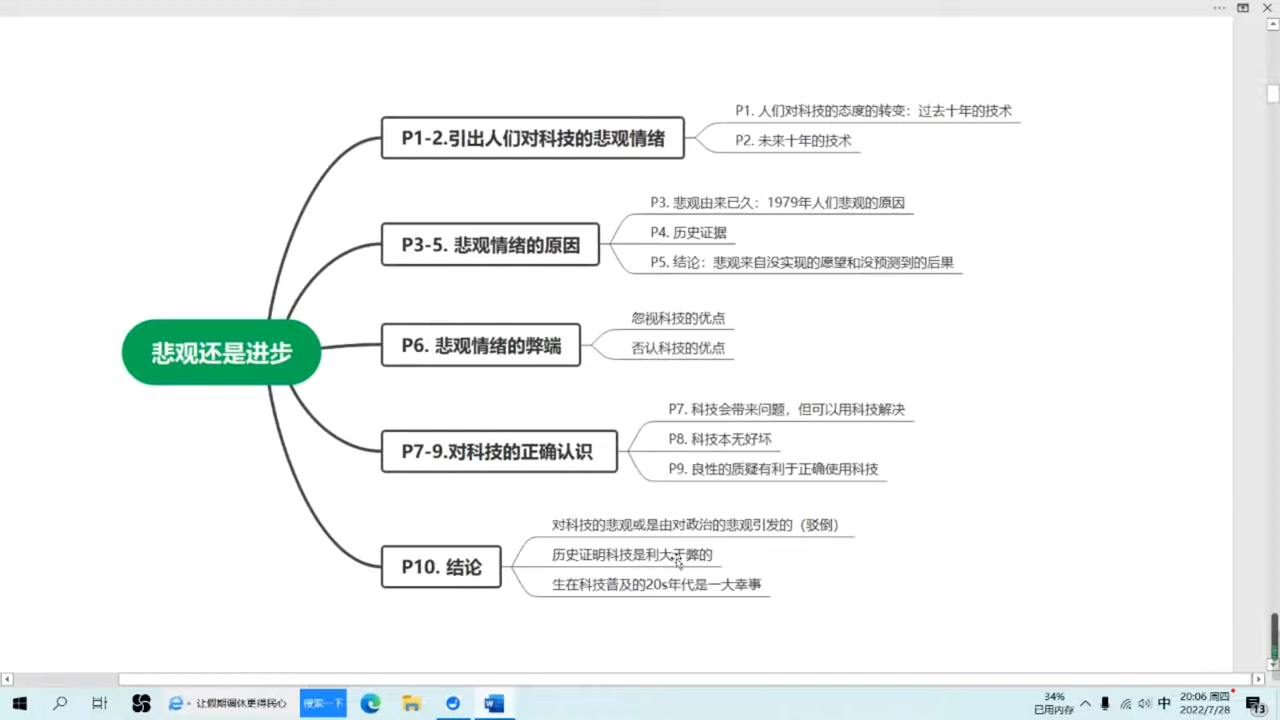 P1-2.引出人们对科技的悲观情绪
P1. 人们对科技的态度的转变：过去十年的技术
P2. 未来十年的技术
P3-5. 悲观情绪的原因
P3. 悲观由来已久：1979年人们悲观的原因
P4. 历史证据
P5. 结论：悲观来自没实现的愿望和没预测到的后果
悲观还是进步
P6. 悲观情绪的弊端
忽视科技的优点
否认科技的优点
P7-9.对科技的正确认识
P7. 科技会带来问题，但可以用科技解决
P8. 科技本无好坏
P9. 良性的质疑有利于正确使用科技
P10. 结论
对科技的悲观或是由对政治的悲观引发的（驳倒）
历史证明科技是利大于弊的
生在科技普及的20s年代是一大幸事
让假期调休更得民心
搜索一下
34%
已用内存
中
20:06 周四
2022/7/28
13